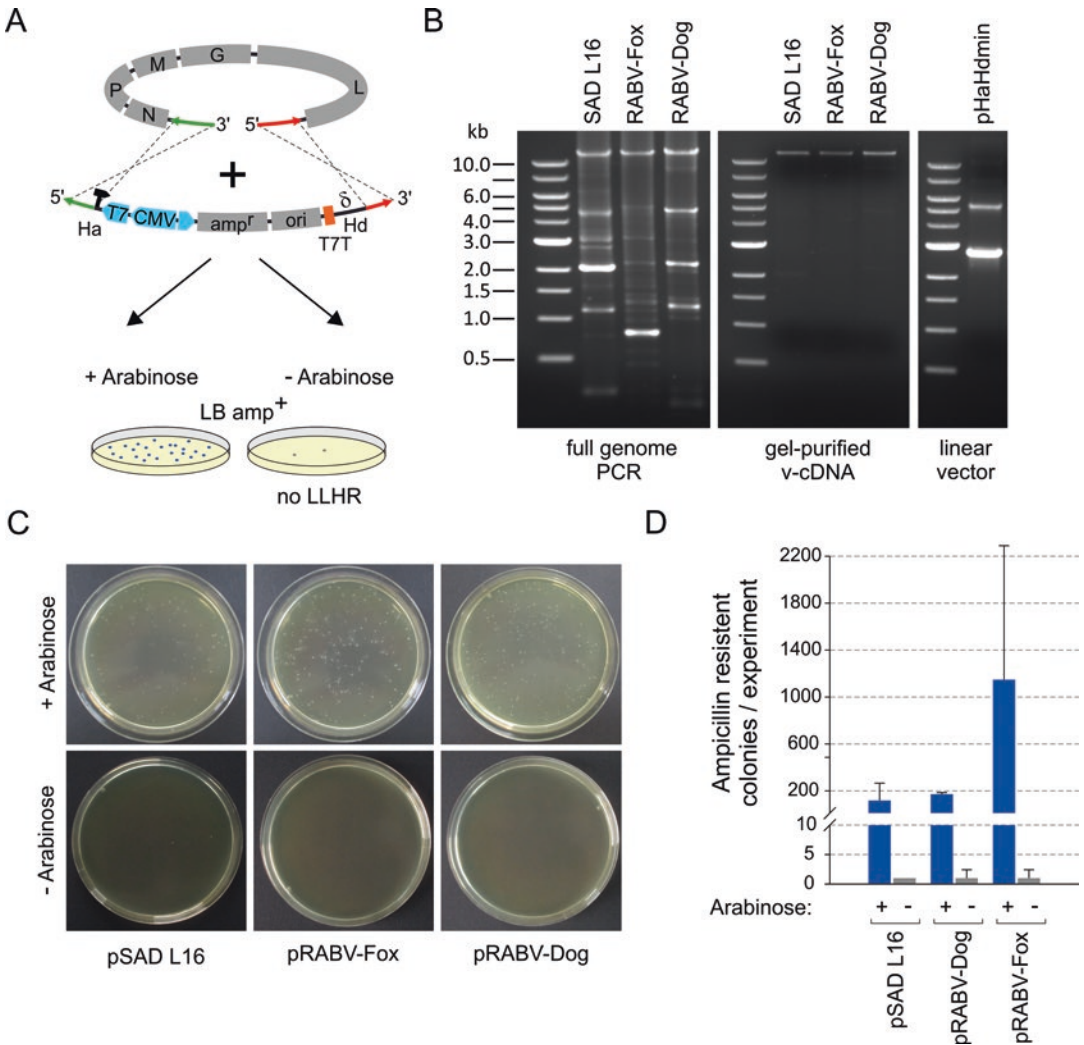 A
P
M
G
L
N
3'
5'
5'
T7
CMV
ampr
ori
δ
3'
Ha
T7T
Hd
+ Arabinose
- Arabinose
LB amp+
no LLHR
B
SAD L16
RABV-Fox
RABV-Dog
SAD L16
RABV-Fox
RABV-Dog
pHaHdmin
kb
10.0
6.0
4.0
3.0
2.0
1.5
1.0
0.5
full genome
PCR
gel-purified
v-cDNA
linear
vector
C
+ Arabinose
- Arabinose
pSAD L16
pRABV-Fox
pRABV-Dog
D
Ampicillin resistent
colonies / experiment
2200
1800
1400
1000
600
200
10
5
0
Arabinose:
+ - + - + -
pSAD L16
pRABV-Dog
pRABV-Fox